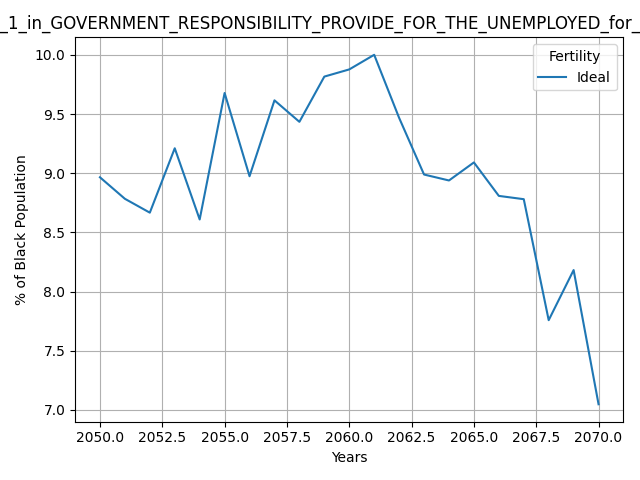 _1_in_GOVERNMENT_RESPONSIBILITY_PROVIDE_FOR_THE_UNEMPLOYED_for_
Fertility
Ideal
10.0
9.5
9.0
8.5
8.0
7.5
7.0
% of Black Population
2050.0 2052.5 2055.0 2057.5 2060.0 2062.5 2065.0 2067.5 2070.0
Years